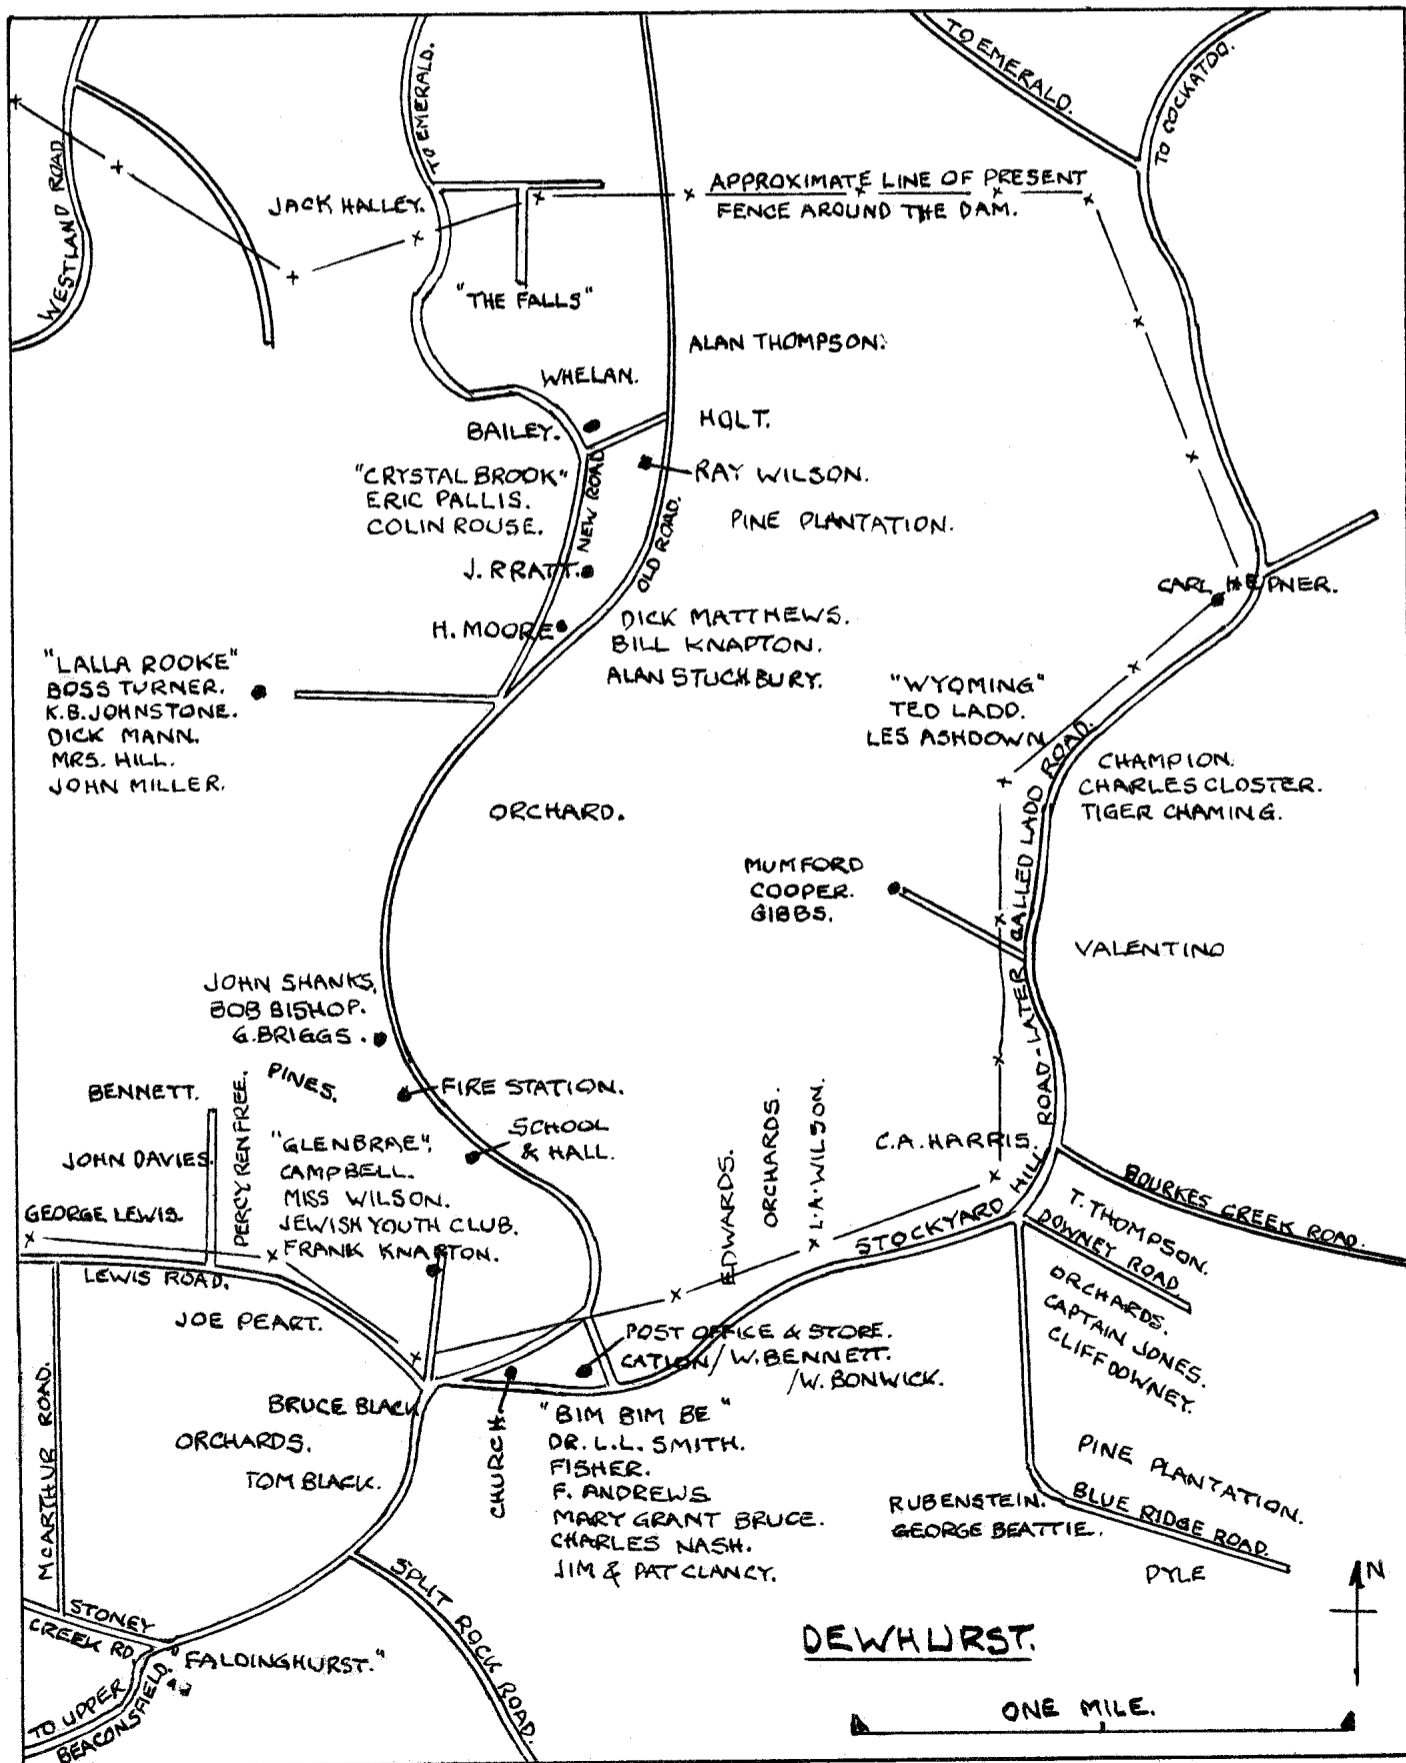 TO EMERALD.
TO EMERALD.
TO COCKATOO.
WESTLAND ROAD
JACK HALLEY.
APPROXIMATE LINE OF PRESENT
FENCE AROUND THE DAM.
"THE FALLS"
ALAN THOMPSON.
WHELAN.
BAILEY.
HOLT.
"CRYSTAL BROOK"
ERIC PALLIS.
COLIN ROUSE.
NEW ROAD
RAY WILSON.
OLD ROAD.
PINE PLANTATION.
J. RRATT.
CARL HEPNER.
H. MOORE
DICK MATTHEWS.
BILL KNAPTON.
ALAN STUCHBURY.
"LALLA ROOKE"
BOSS TURNER.
K.B. JOHNSTONE.
DICK MANN.
MRS. HILL.
JOHN MILLER.
"WYOMING"
TED LADD.
LES ASHDOWN
CHAMPION.
CHARLES CLOSTER.
TIGER CHAMING.
ORCHARD.
MUMFORD
COOPER.
GIBBS.
VALENTINO
JOHN SHANKS.
BOB BISHOP.
G. BRIGGS.
PINES.
FIRE STATION.
BENNETT.
PERCY RENFREE.
SCHOOL
& HALL.
JOHN DAVIES.
"GLENBRAE",
CAMPBELL.
MISS WILSON.
JEWISH YOUTH CLUB.
FRANK KNAPTON.
GEORGE LEWIS.
EDWARDS.
ORCHARDS.
L.A. WILSON.
C.A. HARRIS.
STOCKYARD HILL ROAD - LATER CALLED LADD ROAD.
BOURKES CREEK ROAD.
T. THOMPSON.
DOWNEY ROAD
ORCHARDS.
CAPTAIN JONES.
CLIFF DOWNEY.
LEWIS ROAD.
JOE PEART.
POST OFFICE & STORE.
CATION / W. BENNETT.
/ W. BONWICK.
McARTHUR ROAD.
BRUCE BLACK
ORCHARDS.
TOM BLACK.
CHURCH.
"BIM BIM BE"
DR. L.L. SMITH.
FISHER.
F. ANDREWS
MARY GRANT BRUCE.
CHARLES NASH.
JIM & PAT CLANCY.
PINE PLANTATION.
RUBENSTEIN.
GEORGE BEATTIE.
BLUE RIDGE ROAD.
PYLE
N
STONEY
CREEK RD.
SPLIT ROCK ROAD.
"FALDINGHURST."
TO UPPER
BEACONSFIELD.
DEWHURST.
ONE MILE.